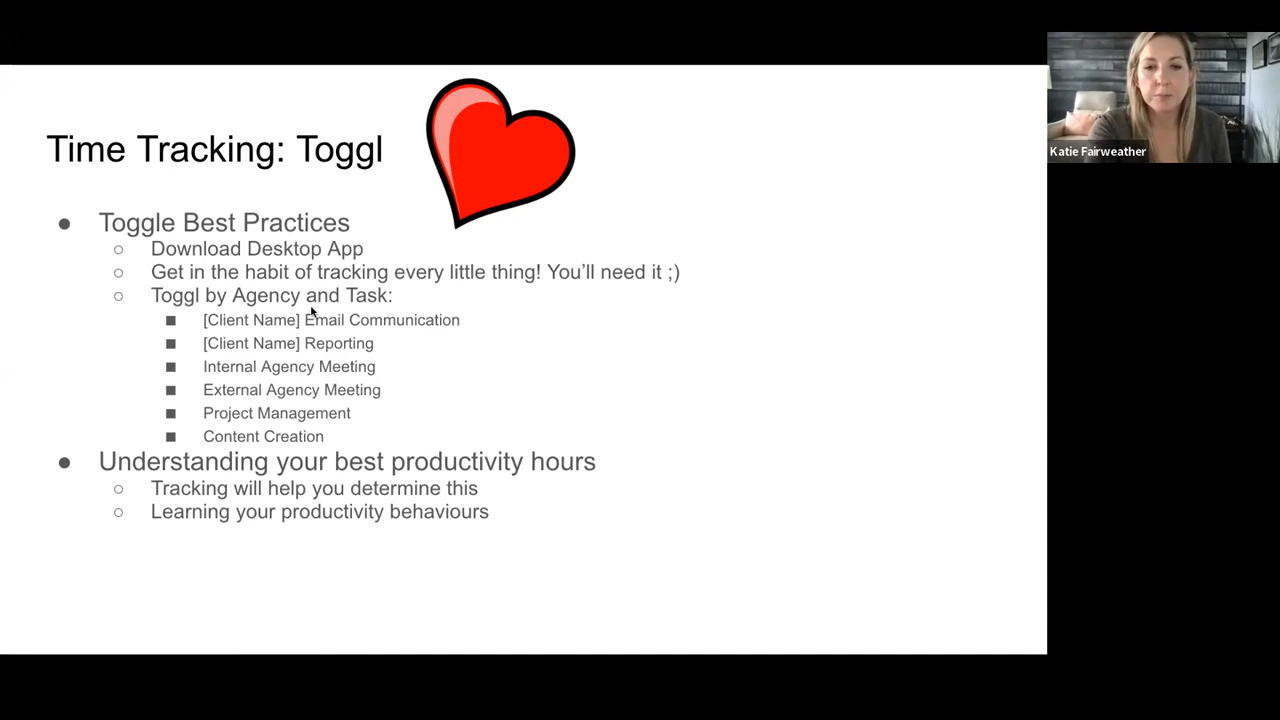 Time Tracking: Toggl
Toggle Best Practices
Download Desktop App
Get in the habit of tracking every little thing! You'll need it ;)
Toggl by Agency and Task:
[Client Name] Email Communication
[Client Name] Reporting
Internal Agency Meeting
External Agency Meeting
Project Management
Content Creation
Understanding your best productivity hours
Tracking will help you determine this
Learning your productivity behaviours
Katie Fairweather